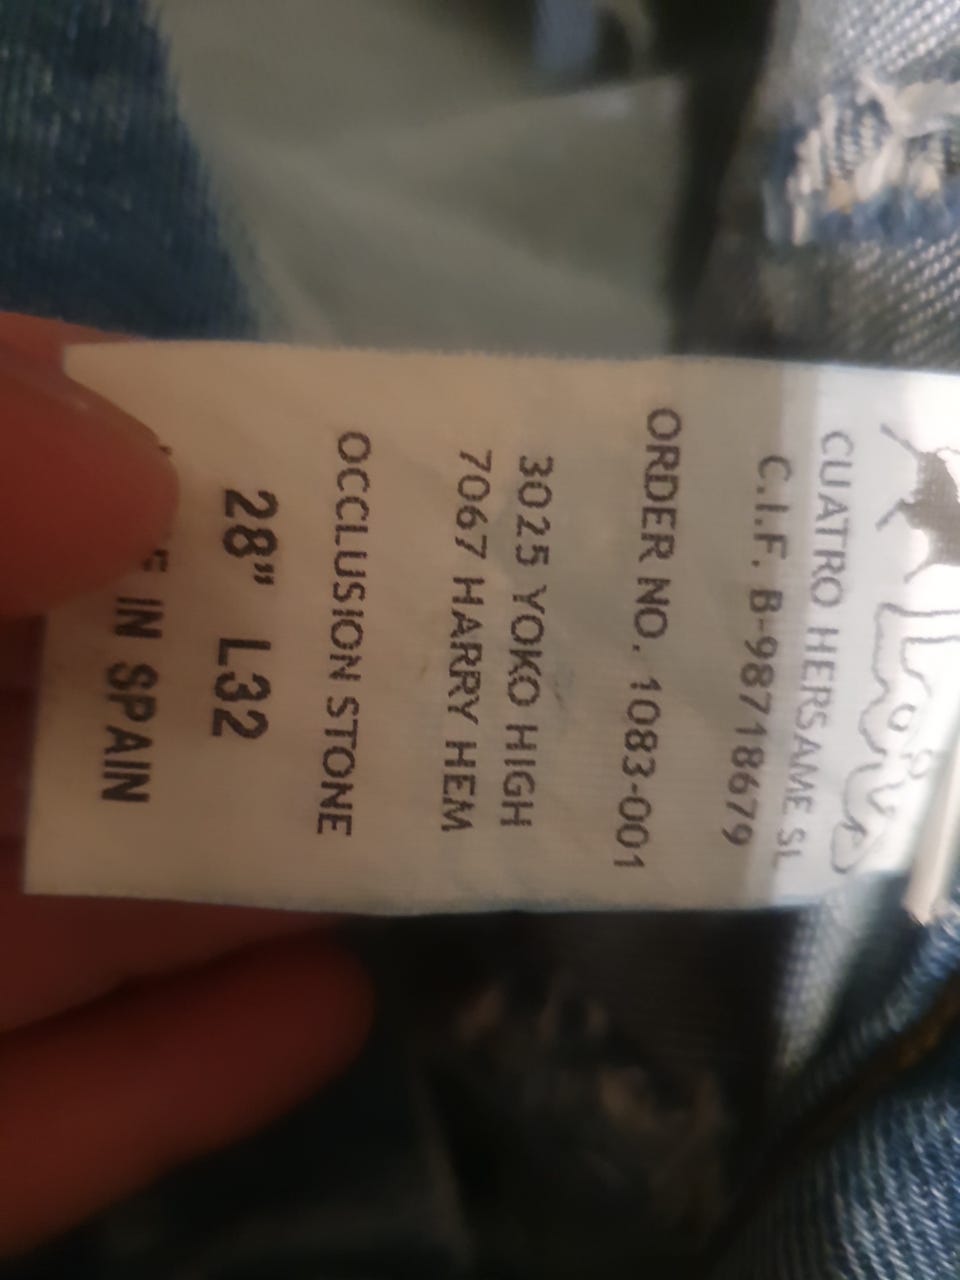 Lois
CUATRO HERSAME SL
C.I.F. B-98718679
ORDER NO. 1083-001
3025 YOKO HIGH
7067 HARRY HEM
OCCLUSION STONE
28" L32
IN SPAIN